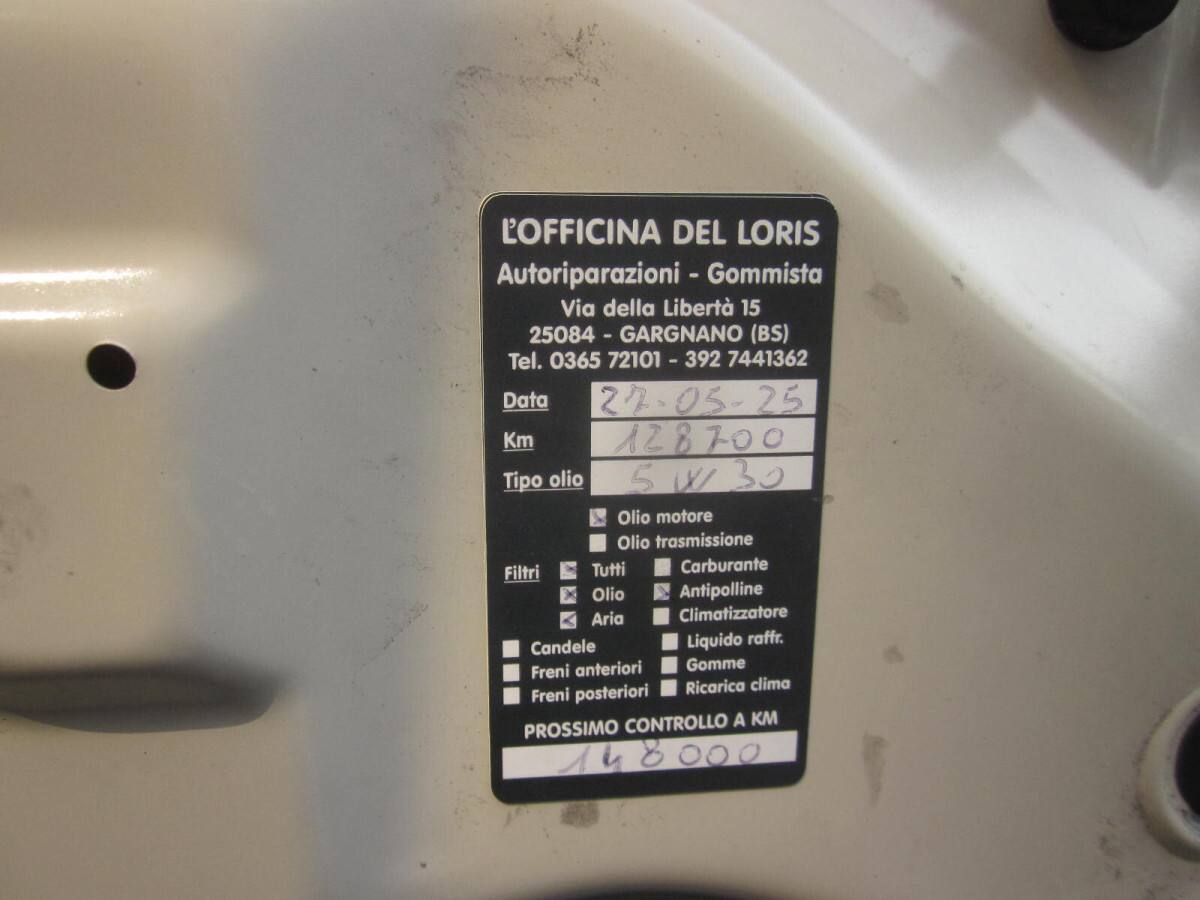 L'OFFICINA DEL LORIS
Autoriparazioni - Gommista
Via della Libertà 15
25084 - GARGNANO (BS)
Tel. 0365 72101 - 392 7441362
Data 27-05-25
Km 128700
Tipo olio 5W30
Olio motore
Olio trasmissione
Filtri Tutti Carburante
Olio Antipolline
Aria Climatizzatore
Candele Liquido raffr.
Freni anteriori Gomme
Freni posteriori Ricarica clima
PROSSIMO CONTROLLO A KM
148000